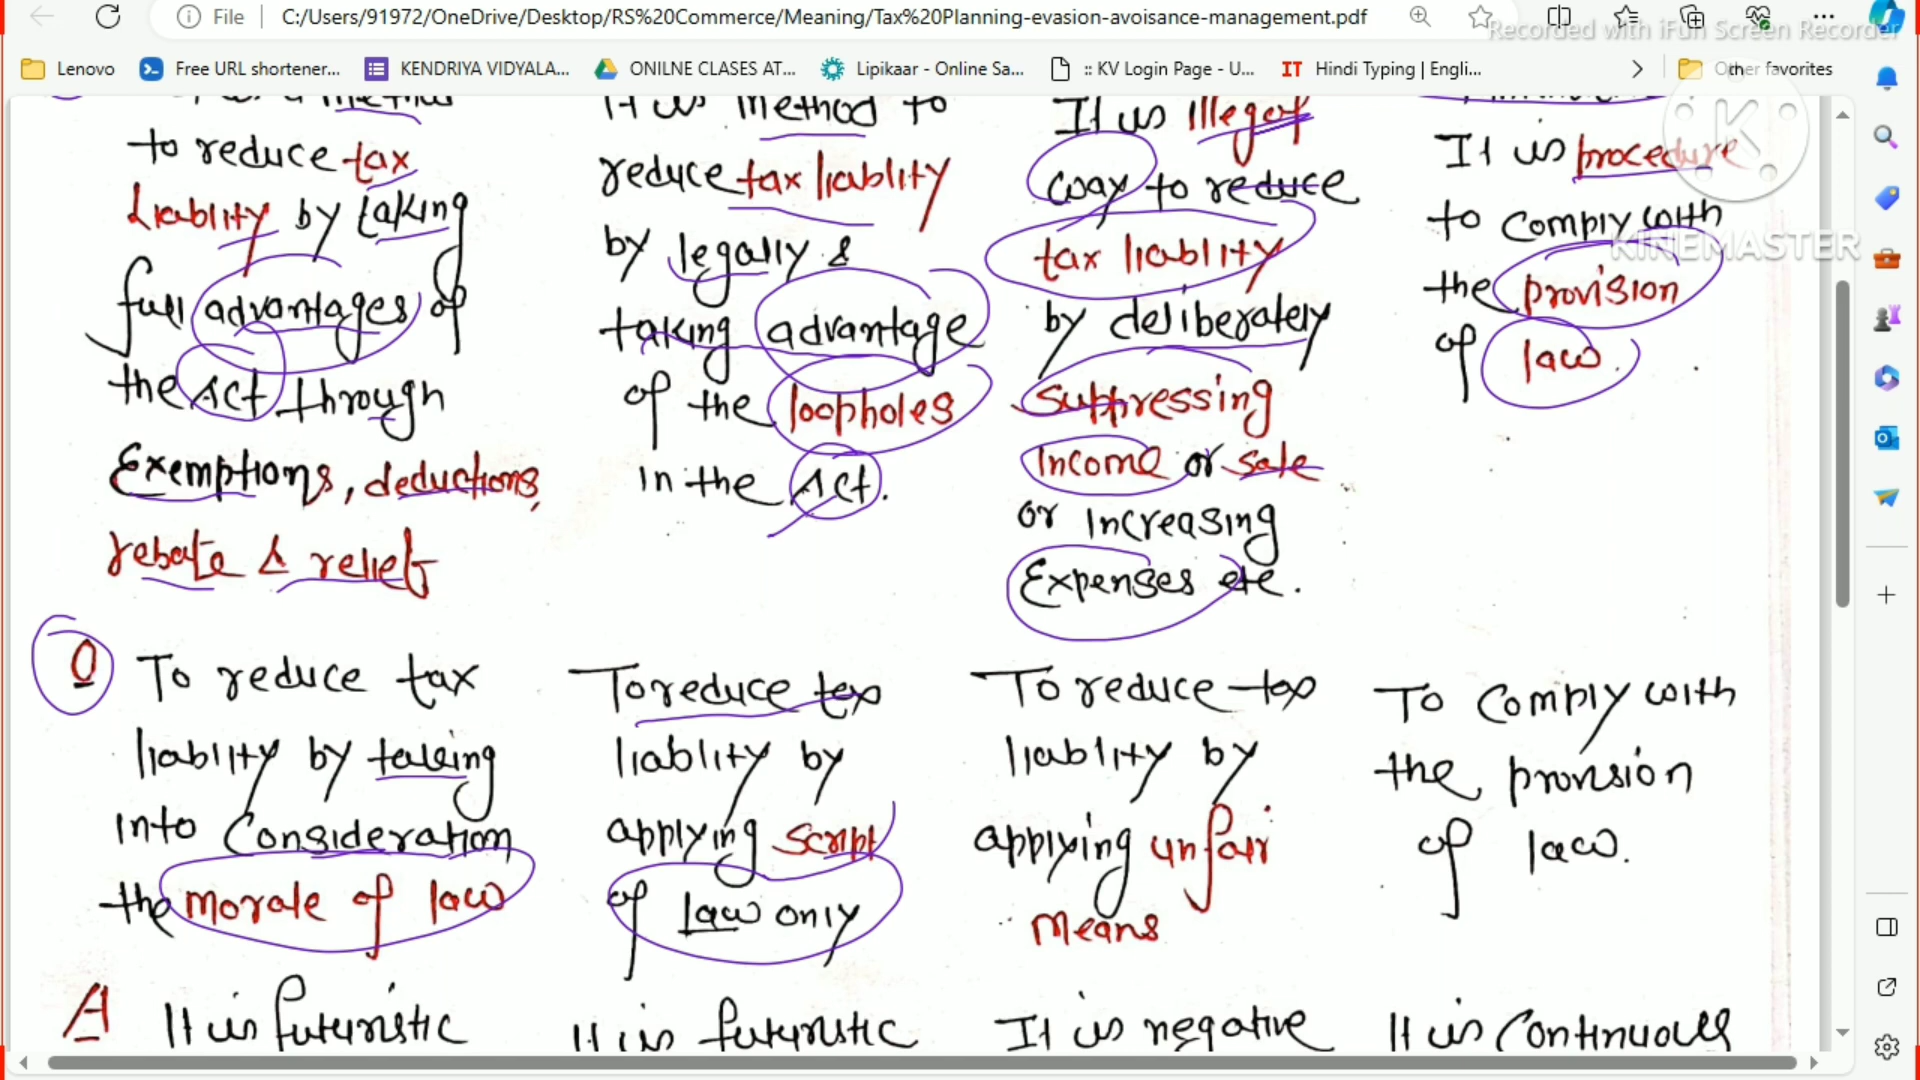 File
C:/Users/91972/OneDrive/Desktop/RS%20Commerce/Meaning/Tax%20Planning-evasion-avoisance-management.pdf
Recorded with iFun Screen Recorder
Lenovo
Free URL shortener...
KENDRIYA VIDYALA...
ONILNE CLASES AT...
Lipikaar - Online Sa...
:: KV Login Page - U...
IT Hindi Typing | Engli...
Other favorites
KINEMASTER
to reduce tax
Liablity by taking
full advantages of
the Act through
Exemptions, deductions,
rebate & relief
It is method to
reduce tax liablity
by legally &
taking advantage
of the loopholes
in the Act.
It is illegal
way to reduce
tax liablity
by deliberately
suppressing
income or sale
or increasing
Expenses etc.
It is procedure
to comply with
the provision
of law.
O
To reduce tax
liablity by taking
into Consideration
the morale of law
To reduce tax
liablity by
applying script
of law only
To reduce tax
liablity by
applying unfair
means
To comply with
the provision
of law.
A
It is futuristic
It is futuristic
It is negative
It is continuous